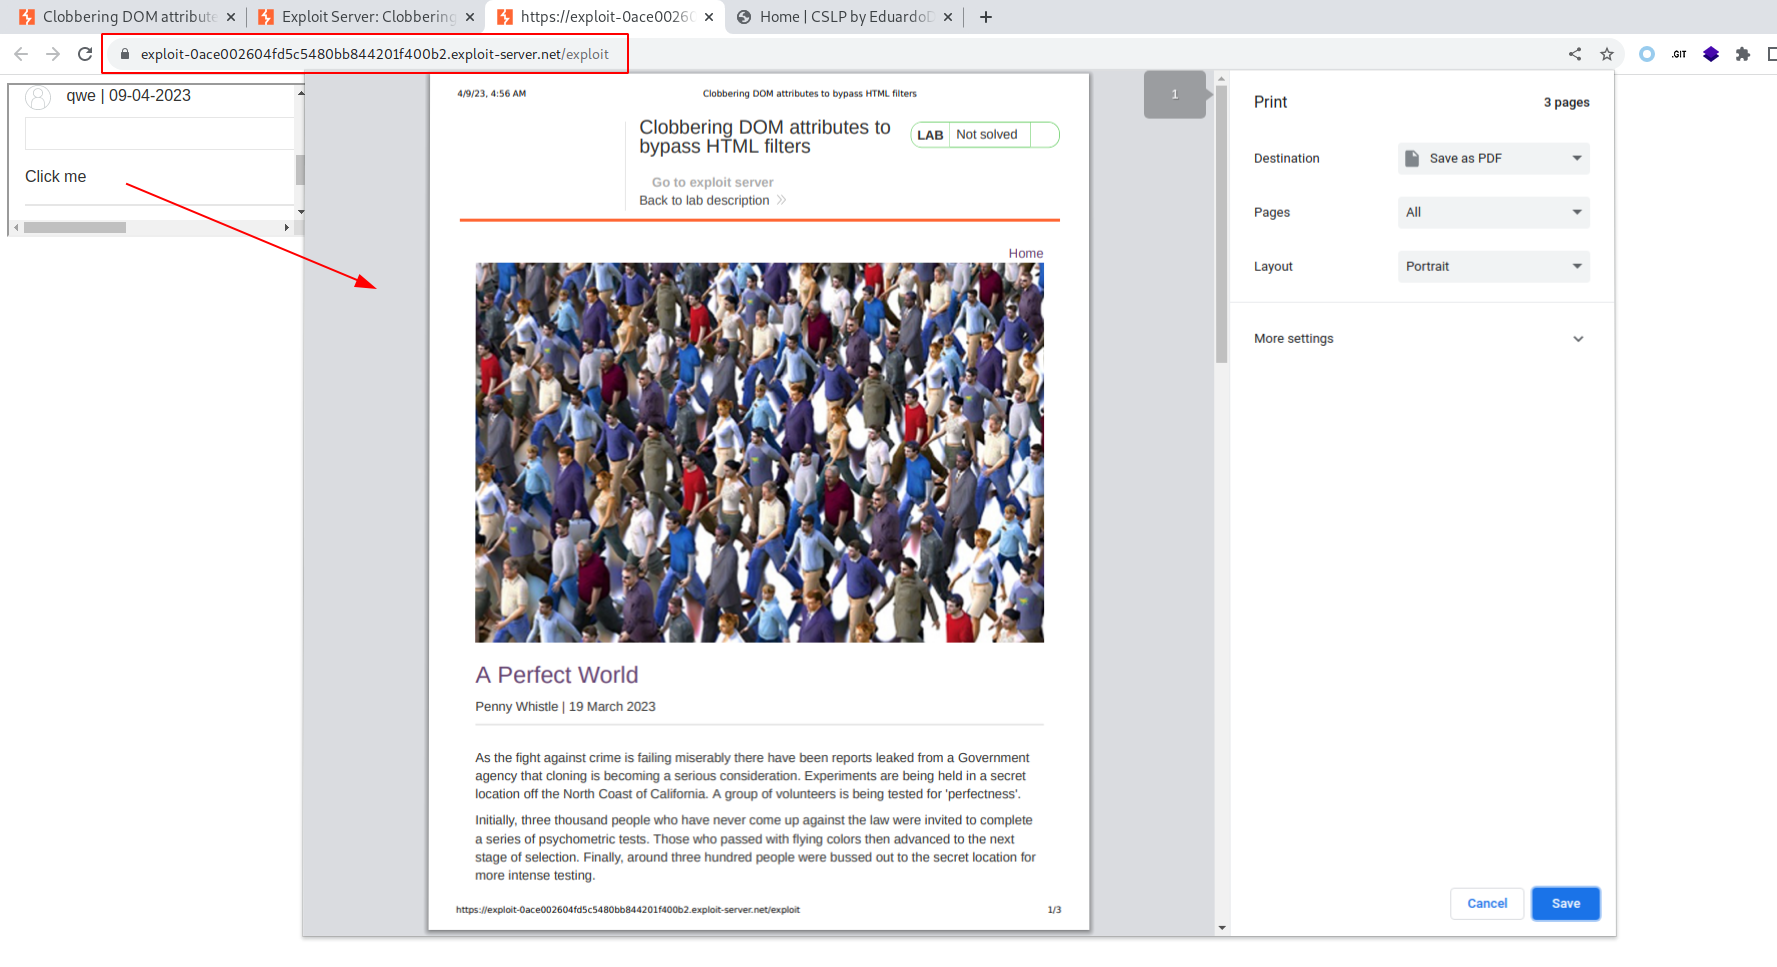 Clobbering DOM attribute
Exploit Server: Clobbering
https://exploit-0ace0026
Home | CSLP by EduardoD
exploit-0ace002604fd5c5480bb844201f400b2.exploit-server.net/exploit
.GIT
qwe | 09-04-2023
Click me
4/9/23, 4:56 AM
Clobbering DOM attributes to bypass HTML filters
Clobbering DOM attributes to
bypass HTML filters
LAB
Not solved
Go to exploit server
Back to lab description
Home
A Perfect World
Penny Whistle | 19 March 2023
As the fight against crime is failing miserably there have been reports leaked from a Government
agency that cloning is becoming a serious consideration. Experiments are being held in a secret
location off the North Coast of California. A group of volunteers is being tested for 'perfectness'.
Initially, three thousand people who have never come up against the law were invited to complete
a series of psychometric tests. Those who passed with flying colors then advanced to the next
stage of selection. Finally, around three hundred people were bussed out to the secret location for
more intense testing.
https://exploit-0ace002604fd5c5480bb844201f400b2.exploit-server.net/exploit
1/3
1
Print
3 pages
Destination
Save as PDF
Pages
All
Layout
Portrait
More settings
Cancel
Save